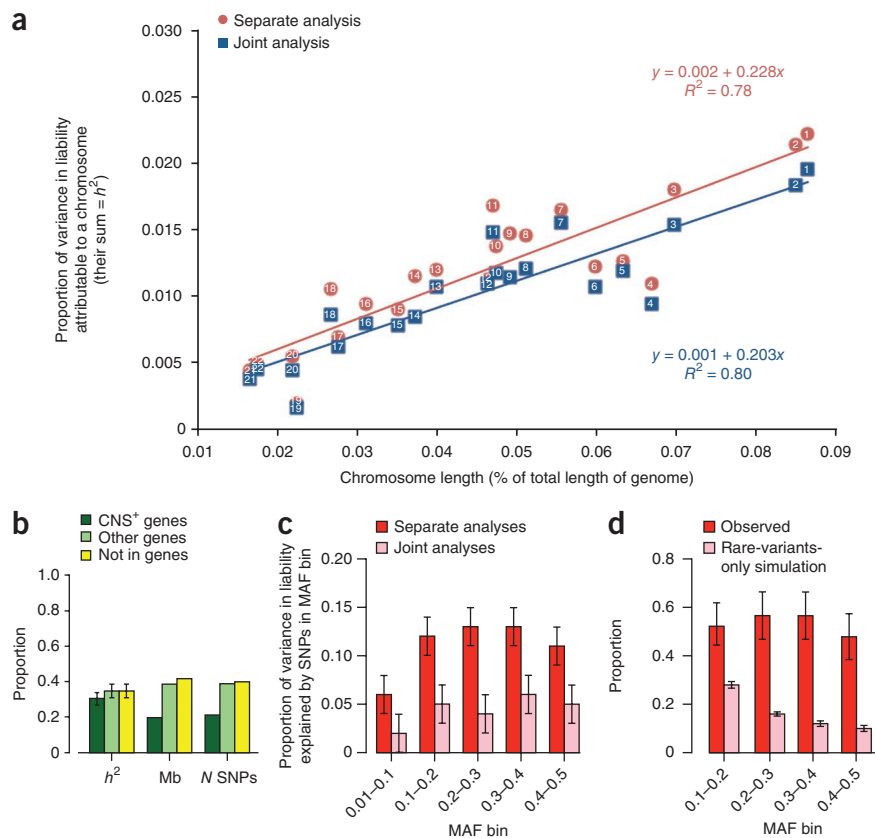 a
Separate analysis
Joint analysis
y = 0.002 + 0.228x
R² = 0.78
y = 0.001 + 0.203x
R² = 0.80
Proportion of variance in liability
attributable to a chromosome
(their sum = h²)
0.030
0.025
0.020
0.015
0.010
0.005
0
0.01 0.02 0.03 0.04 0.05 0.06 0.07 0.08 0.09
Chromosome length (% of total length of genome)
21 22 20 19 17 18 16 15 14 13 12 11 10 9 8 7 6 5 4 3 2 1
21 22 20 19 17 18 16 15 14 13 12 11 10 9 8 7 6 5 4 3 2 1
b
CNS⁺ genes
Other genes
Not in genes
Proportion
1.0
0.8
0.6
0.4
0.2
0
h² Mb N SNPs
c
Separate analyses
Joint analyses
Proportion of variance in liability
explained by SNPs in MAF bin
0.20
0.15
0.10
0.05
0
0.01–0.1 0.1–0.2 0.2–0.3 0.3–0.4 0.4–0.5
MAF bin
d
Observed
Rare-variants-
only simulation
Proportion
0.8
0.6
0.4
0.2
0
0.1–0.2 0.2–0.3 0.3–0.4 0.4–0.5
MAF bin